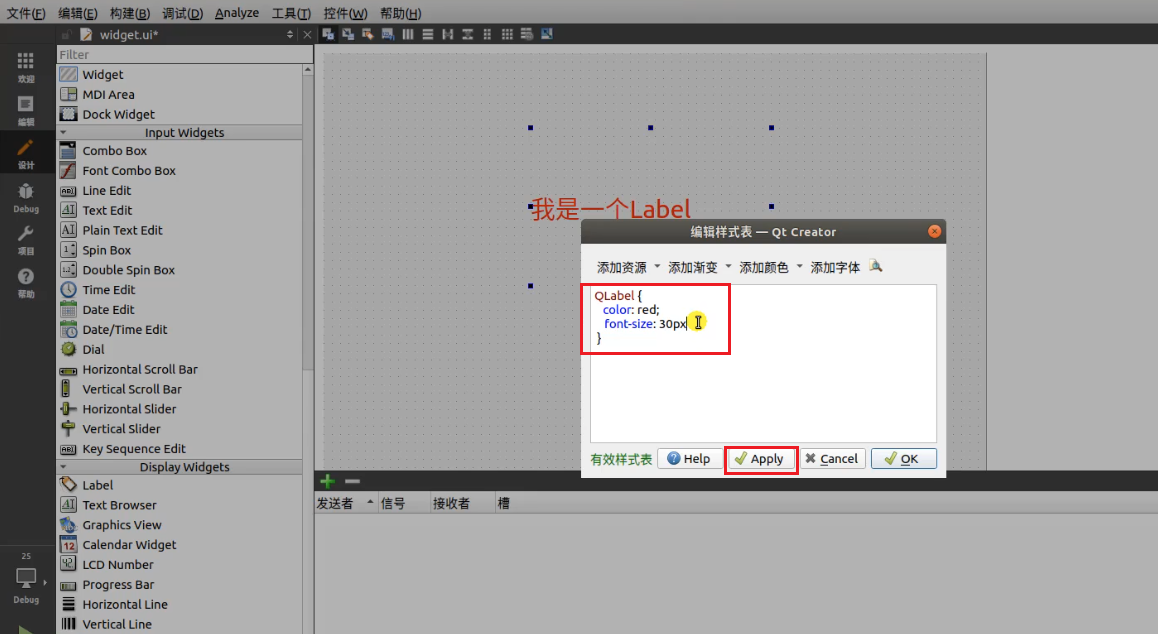 文件(F) 编辑(E) 构建(B) 调试(D) Analyze 工具(T) 控件(W) 帮助(H)
widget.ui*
Filter
欢迎
编辑
设计
Debug
项目
帮助
25
Debug
Widget
MDI Area
Dock Widget
Input Widgets
Combo Box
Font Combo Box
Line Edit
Text Edit
Plain Text Edit
Spin Box
Double Spin Box
Time Edit
Date Edit
Date/Time Edit
Dial
Horizontal Scroll Bar
Vertical Scroll Bar
Horizontal Slider
Vertical Slider
Key Sequence Edit
Display Widgets
Label
Text Browser
Graphics View
Calendar Widget
LCD Number
Progress Bar
Horizontal Line
Vertical Line
我是一个Label
编辑样式表 — Qt Creator
添加资源 添加渐变 添加颜色 添加字体
QLabel {
color: red;
font-size: 30px
}
有效样式表 Help Apply Cancel OK
发送者 信号 接收者 槽